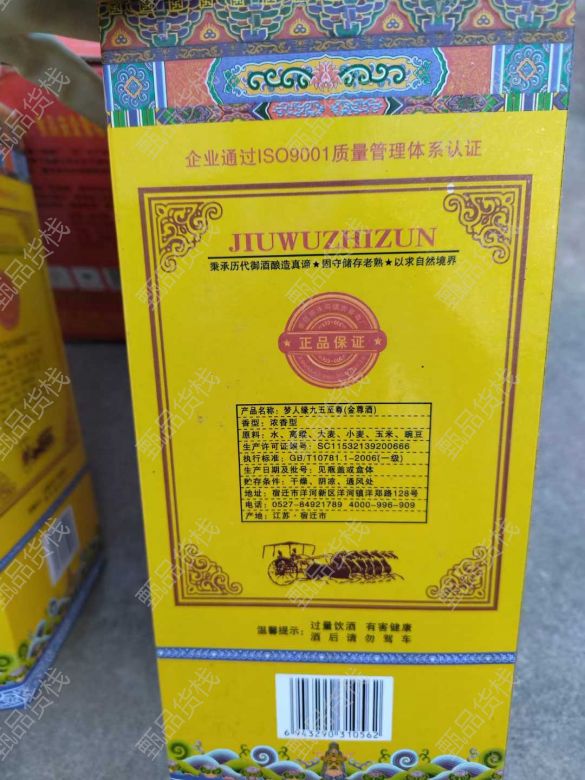 企业通过ISO9001质量管理体系认证
JIUWUZHIZUN
秉承历代御酒酿造真谛★固守储存老熟★以求自然境界
正品保证
产品名称：梦人缘九五至尊(金尊酒)
香型：浓香型
原料：水、高粱、大麦、小麦、玉米、豌豆
生产许可证编号：SC11532139200666
执行标准：GB/T10781.1-2006(一级)
生产日期及批号：见瓶盖或盒体
贮存条件：干燥、阴凉、通风处
地址：宿迁市洋河新区洋河镇洋郑路128号
电话：0527-84921789 4000-996-909
产地：江苏·宿迁市
温馨提示：过量饮酒 有害健康
酒后请勿驾车
6 943290 310562
甄品货栈